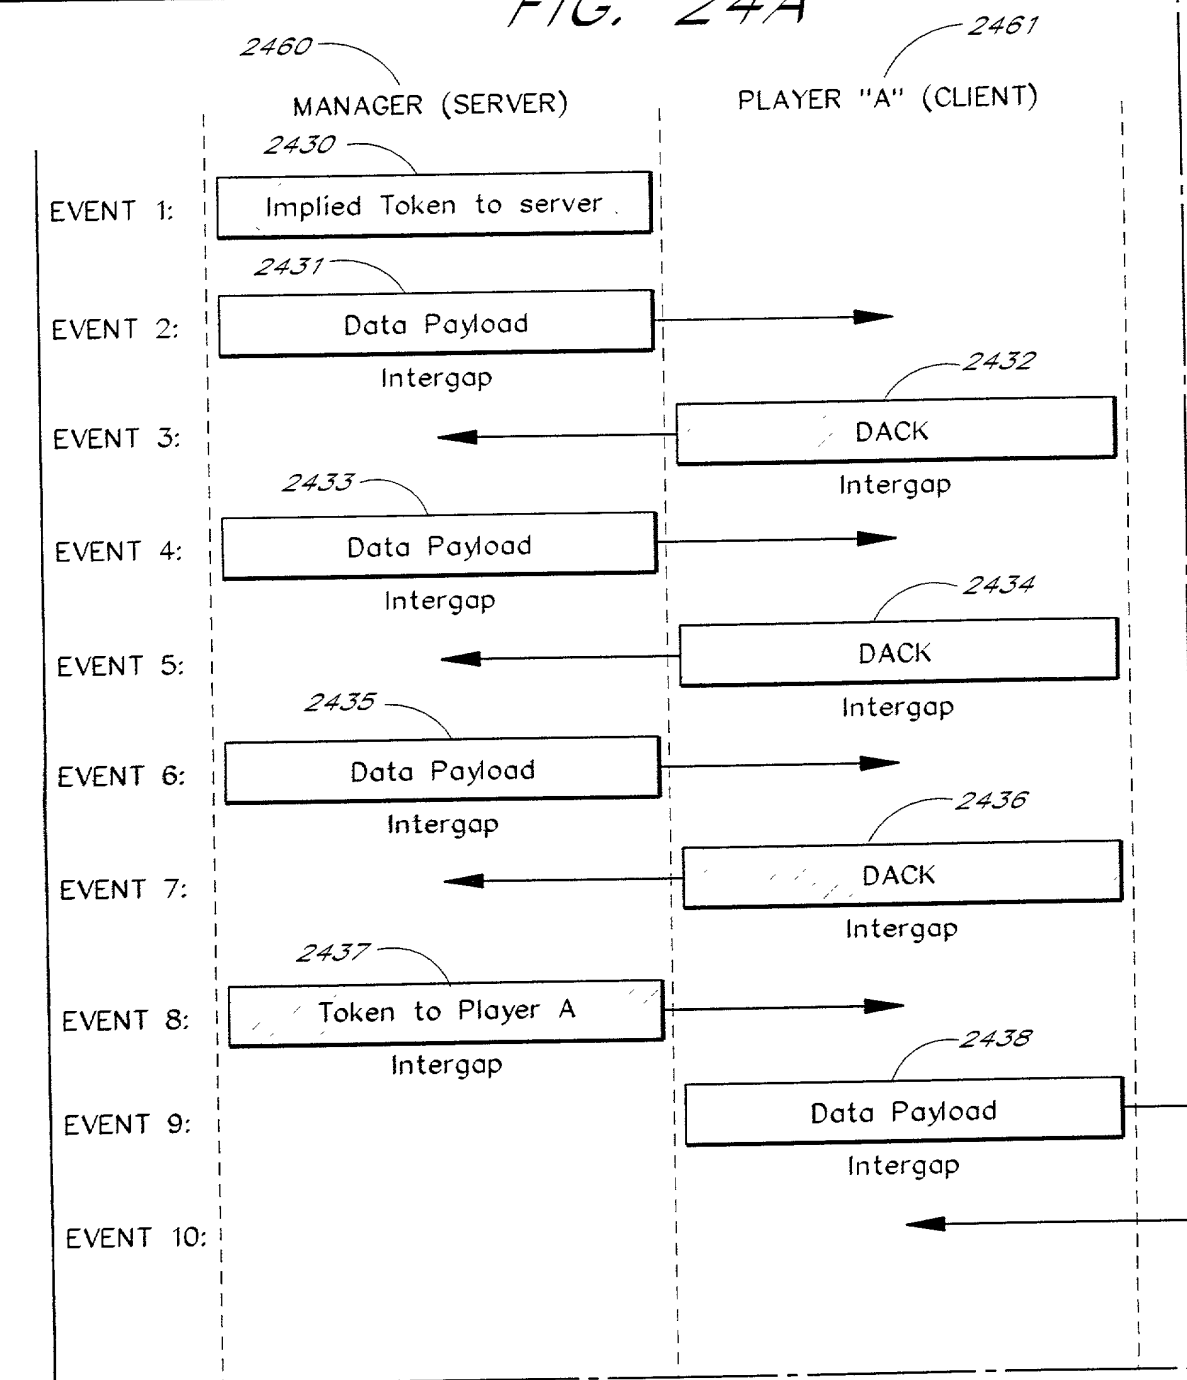 FIG. 24A
2460
2461
MANAGER (SERVER)
PLAYER "A" (CLIENT)
2430
EVENT 1:
Implied Token to server
2431
EVENT 2:
Data Payload
Intergap
2432
EVENT 3:
DACK
Intergap
2433
EVENT 4:
Data Payload
Intergap
2434
EVENT 5:
DACK
Intergap
2435
EVENT 6:
Data Payload
Intergap
2436
EVENT 7:
DACK
Intergap
2437
EVENT 8:
Token to Player A
Intergap
2438
EVENT 9:
Data Payload
Intergap
EVENT 10: